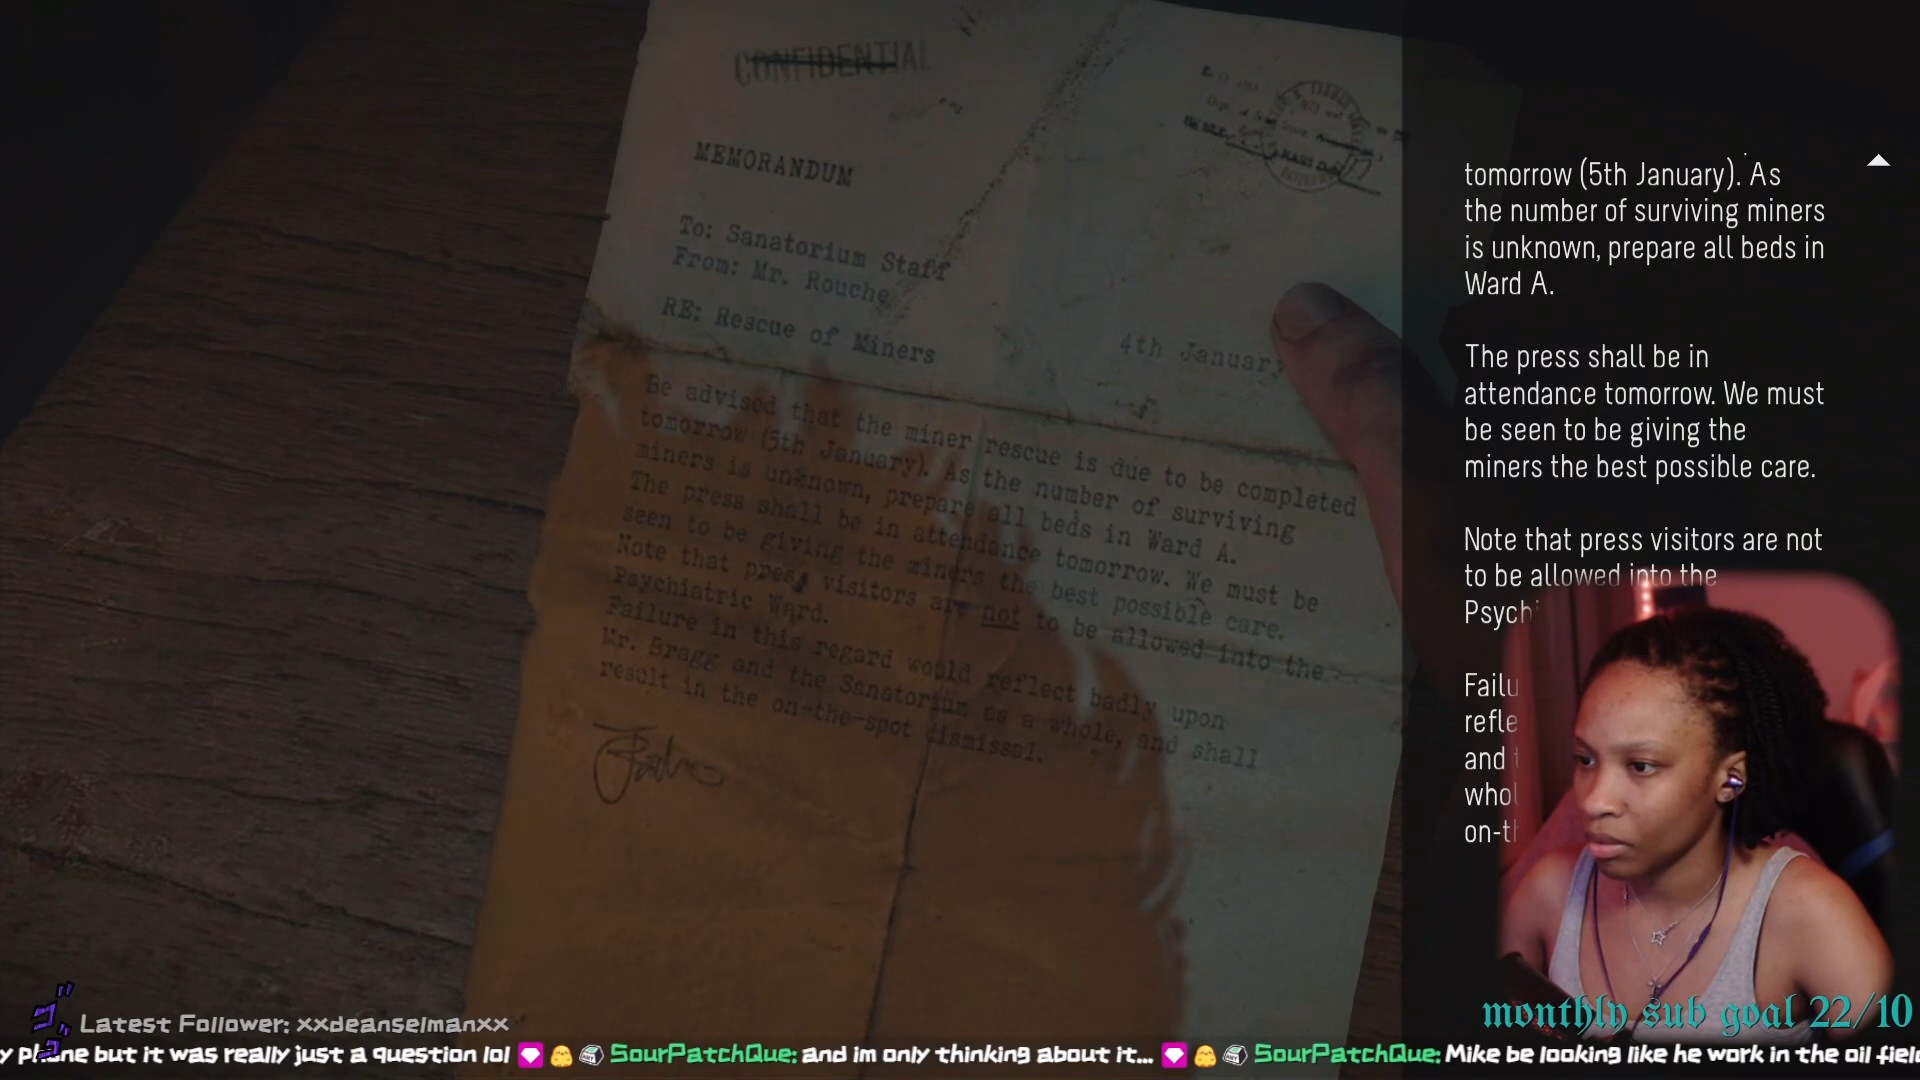 CONFIDENTIAL
MEMORANDUM
To: Sanatorium Staff
From: Mr. Rouche
RE: Rescue of Miners
4th January
Be advised that the miner rescue is due to be completed
tomorrow (5th January). As the number of surviving
miners is unknown, prepare all beds in Ward A.
The press shall be in attendance tomorrow. We must be
seen to be giving the miners the best possible care.
Note that press visitors are not to be allowed into the
Psychiatric Ward.
Failure in this regard would reflect badly upon
Mr. Bragg and the Sanatorium as a whole, and shall
result in the on-the-spot dismissal.
tomorrow (5th January). As
the number of surviving miners
is unknown, prepare all beds in
Ward A.
The press shall be in
attendance tomorrow. We must
be seen to be giving the
miners the best possible care.
Note that press visitors are not
to be allowed into the
Psych
Failu
refle
and
whol
on-t
Latest Follower: xxdeanselmanxx
monthly sub goal 22/10
y phone but it was really just a question lol SourPatchQue: and im only thinking about it... SourPatchQue: Mike be looking like he work in the oil field